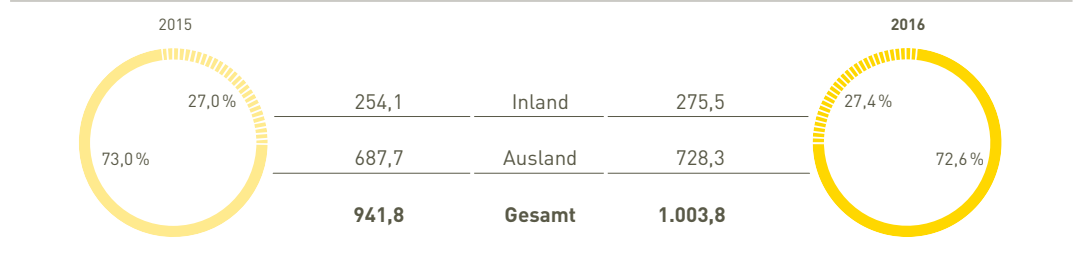 2015 2016
27,0 % 254,1 Inland 275,5 27,4 %
73,0 % 687,7 Ausland 728,3 72,6 %
941,8 Gesamt 1.003,8